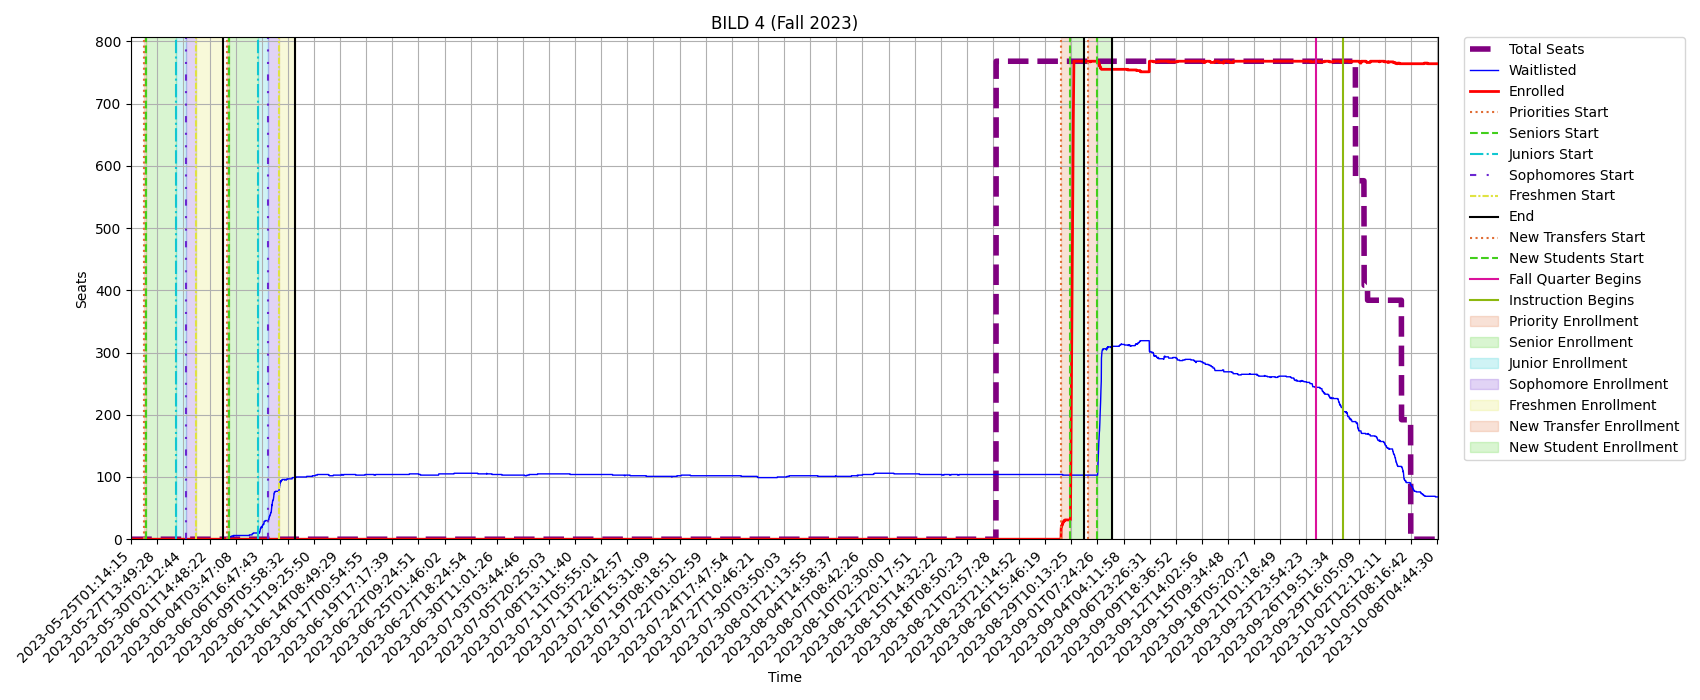 BILD 4 (Fall 2023)
Seats
800
700
600
500
400
300
200
100
0
2023-05-25T01:14:15
2023-05-27T13:49:28
2023-05-30T02:12:44
2023-06-01T14:48:22
2023-06-04T03:47:08
2023-06-06T16:47:43
2023-06-09T05:58:32
2023-06-11T19:25:50
2023-06-14T08:49:29
2023-06-17T00:54:55
2023-06-19T17:17:39
2023-06-22T09:24:51
2023-06-25T01:46:02
2023-06-27T18:24:54
2023-06-30T11:01:26
2023-07-03T03:44:46
2023-07-05T20:25:03
2023-07-08T13:11:40
2023-07-11T05:55:01
2023-07-13T22:42:57
2023-07-16T15:31:09
2023-07-19T08:18:51
2023-07-22T01:02:59
2023-07-24T17:47:54
2023-07-27T10:46:21
2023-07-30T03:50:03
2023-08-01T21:13:55
2023-08-04T14:58:37
2023-08-07T08:42:26
2023-08-10T02:30:00
2023-08-12T20:17:51
2023-08-15T14:32:22
2023-08-18T08:50:23
2023-08-21T02:57:28
2023-08-23T21:14:52
2023-08-26T15:46:19
2023-08-29T10:13:25
2023-09-01T07:24:26
2023-09-04T04:11:58
2023-09-06T23:26:31
2023-09-09T18:36:52
2023-09-12T14:02:56
2023-09-15T09:34:48
2023-09-18T05:20:27
2023-09-21T01:18:49
2023-09-23T23:54:23
2023-09-26T19:51:34
2023-09-29T16:05:09
2023-10-02T12:12:11
2023-10-05T08:16:42
2023-10-08T04:44:30
Time
Total Seats
Waitlisted
Enrolled
Priorities Start
Seniors Start
Juniors Start
Sophomores Start
Freshmen Start
End
New Transfers Start
New Students Start
Fall Quarter Begins
Instruction Begins
Priority Enrollment
Senior Enrollment
Junior Enrollment
Sophomore Enrollment
Freshmen Enrollment
New Transfer Enrollment
New Student Enrollment